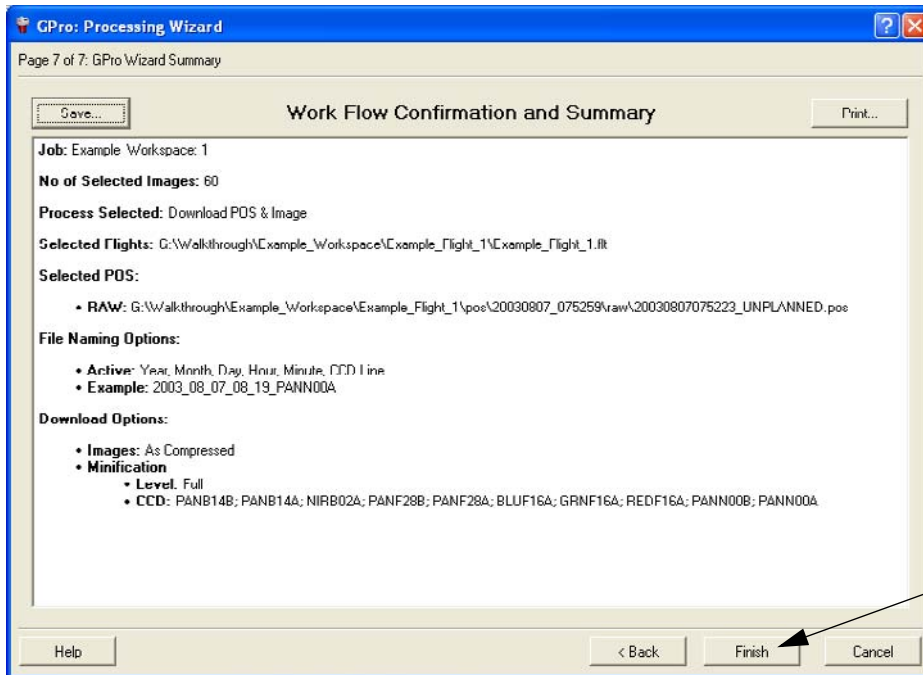 GPro: Processing Wizard
Page 7 of 7: GPro Wizard Summary
Save...
Work Flow Confirmation and Summary
Print...
Job: Example Workspace: 1
No of Selected Images: 60
Process Selected: Download POS & Image
Selected Flights: G:\Walkthrough\Example_Workspace\Example_Flight_1\Example_Flight_1.flt
Selected POS:
• RAW: G:\Walkthrough\Example_Workspace\Example_Flight_1\pos\20030807_075259\raw\20030807075223_UNPLANNED.pos
File Naming Options:
• Active: Year, Month, Day, Hour, Minute, CCD Line
• Example: 2003_08_07_08_19_PANN00A
Download Options:
• Images: As Compressed
• Minification
• Level: Full
• CCD: PANB14B; PANB14A; NIRB02A; PANF28B; PANF28A; BLUF16A; GRNF16A; REDF16A; PANN00B; PANN00A
Help
< Back
Finish
Cancel